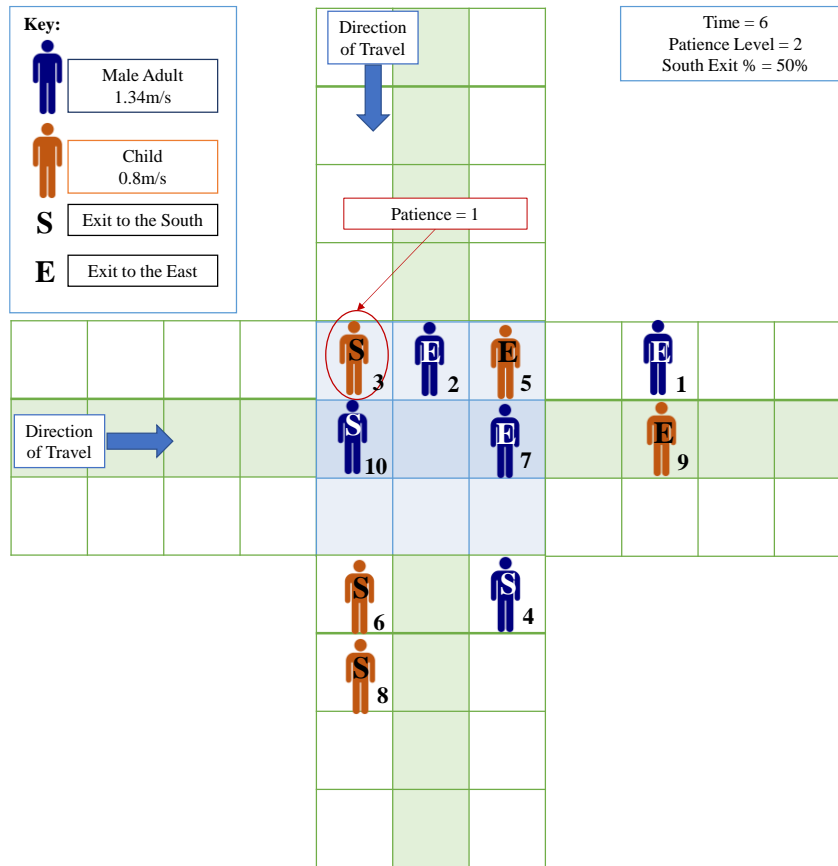 Key:
Male Adult
1.34m/s
Child
0.8m/s
S
Exit to the South
E
Exit to the East
Direction
of Travel
Time = 6
Patience Level = 2
South Exit % = 50%
Patience = 1
S
3
E
2
E
5
E
1
Direction
of Travel
S
10
E
7
E
9
S
6
S
4
S
8